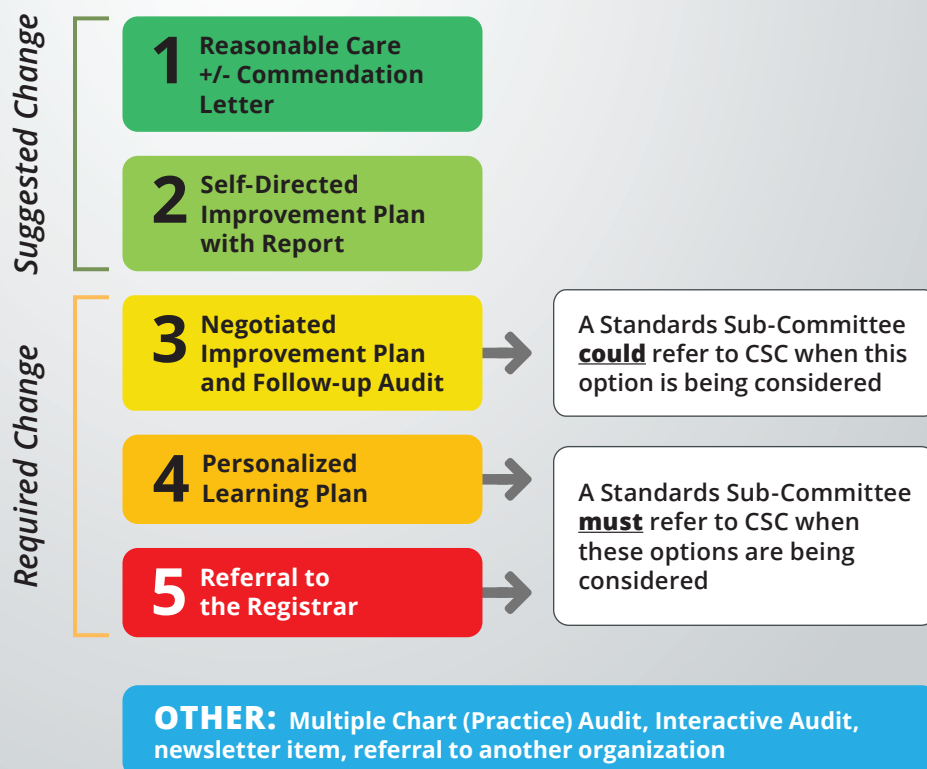 Suggested Change
1 Reasonable Care
+/- Commendation
Letter
2 Self-Directed
Improvement Plan
with Report
Required Change
3 Negotiated
Improvement Plan
and Follow-up Audit
A Standards Sub-Committee
could refer to CSC when this
option is being considered
4 Personalized
Learning Plan
5 Referral to
the Registrar
A Standards Sub-Committee
must refer to CSC when
these options are being
considered
OTHER: Multiple Chart (Practice) Audit, Interactive Audit,
newsletter item, referral to another organization